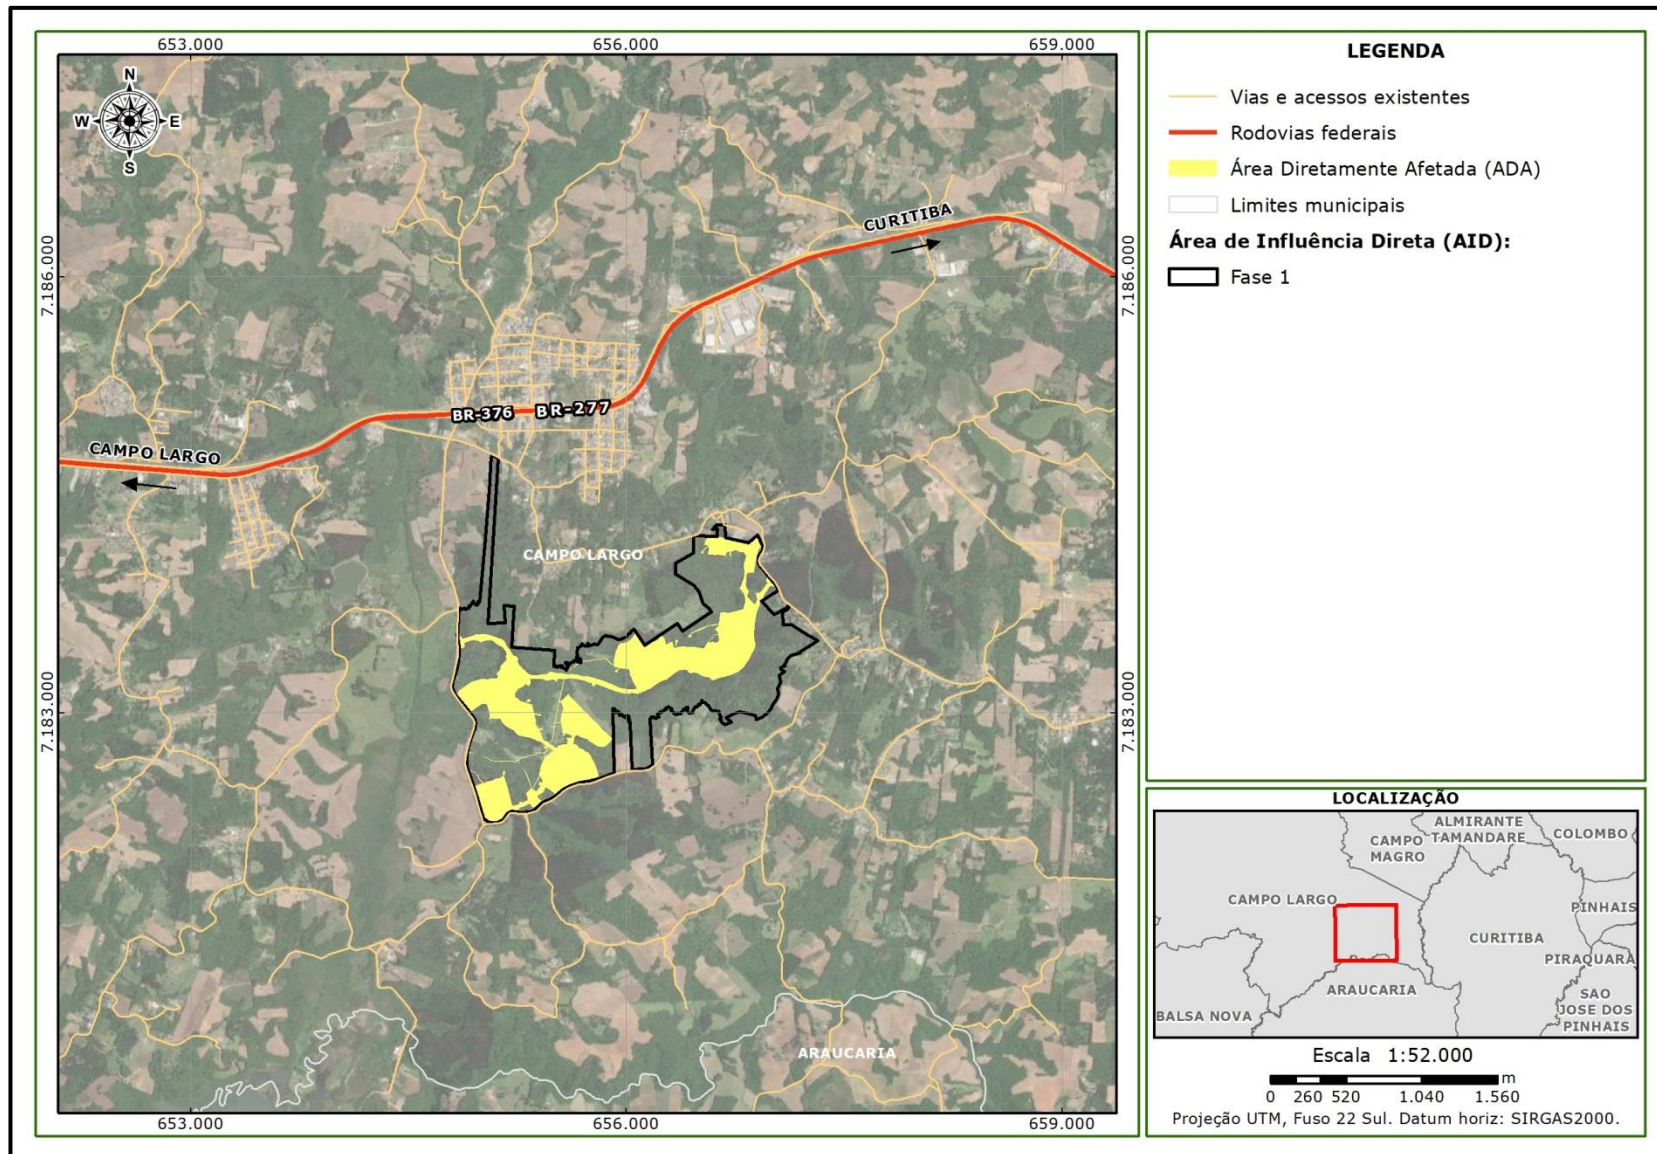 653.000
656.000
659.000
N
W
E
S
7.186.000
7.186.000
CURITIBA
BR-376
BR-277
CAMPO LARGO
CAMPO LARGO
7.183.000
7.183.000
ARAUCARIA
653.000
656.000
659.000
LEGENDA
Vias e acessos existentes
Rodovias federais
Área Diretamente Afetada (ADA)
Limites municipais
Área de Influência Direta (AID):
Fase 1
LOCALIZAÇÃO
ALMIRANTE
TAMANDARE
COLOMBO
CAMPO
MAGRO
CAMPO LARGO
PINHAIS
CURITIBA
PIRAQUARA
ARAUCARIA
SAO
JOSE DOS
PINHAIS
BALSA NOVA
Escala 1:52.000
m
0 260 520 1.040 1.560
Projeção UTM, Fuso 22 Sul. Datum horiz: SIRGAS2000.